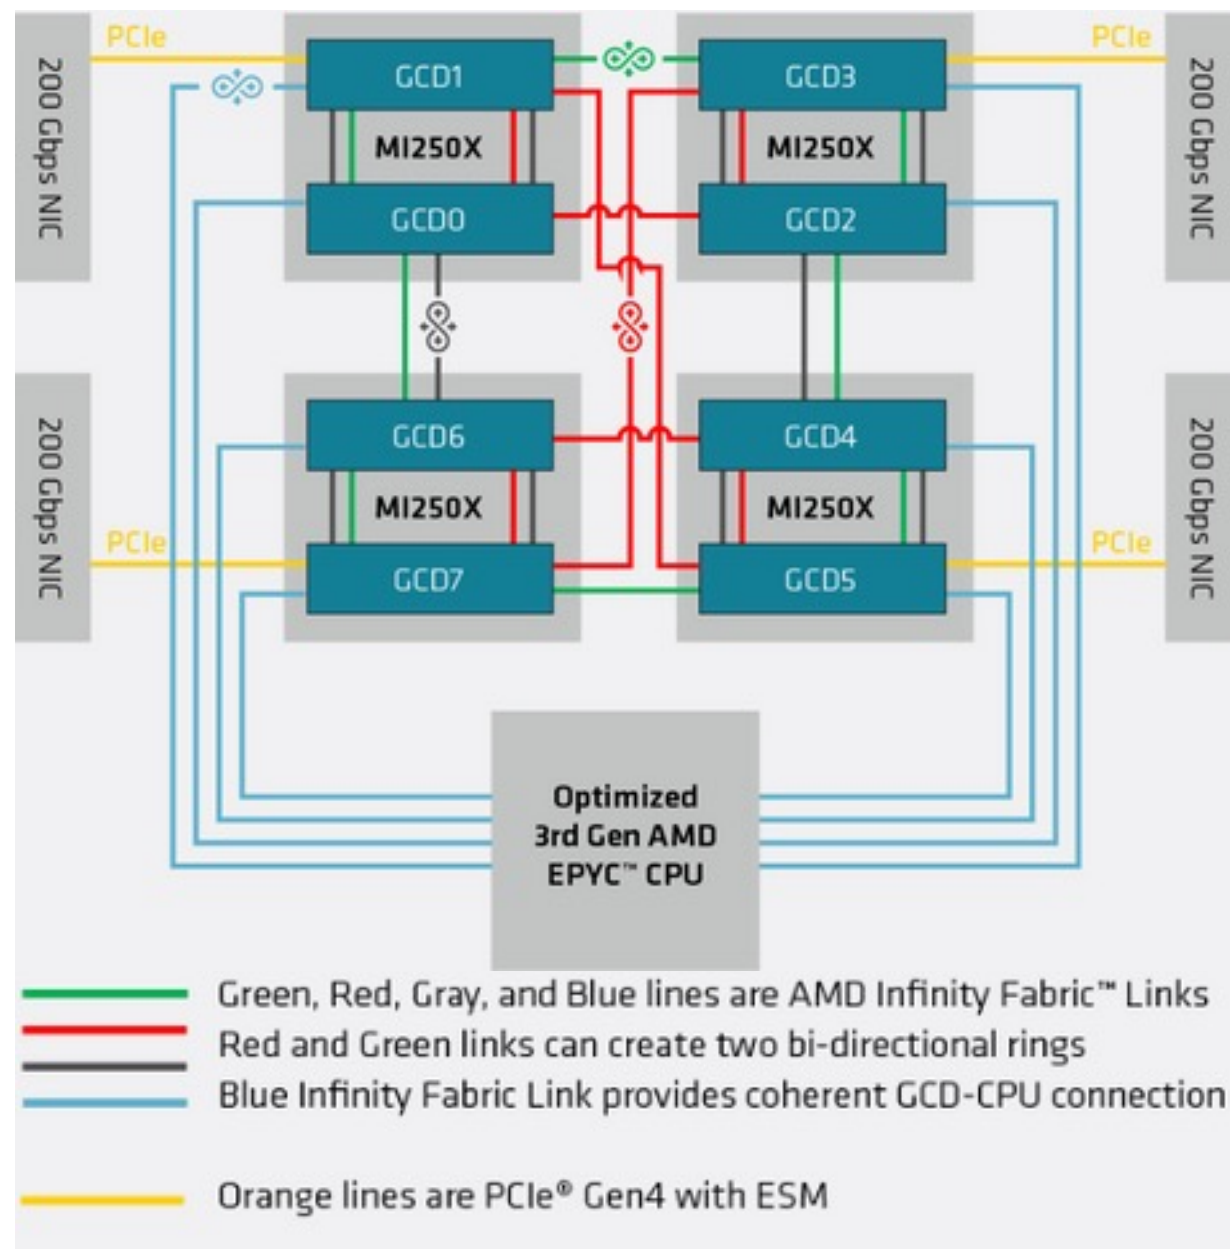 PCIe
PCIe
200 Gbps NIC
GCD1
GCD3
200 Gbps NIC
MI250X
MI250X
GCD0
GCD2
200 Gbps NIC
GCD6
GCD4
200 Gbps NIC
MI250X
MI250X
PCIe
PCIe
GCD7
GCD5
Optimized
3rd Gen AMD
EPYC™ CPU
Green, Red, Gray, and Blue lines are AMD Infinity Fabric™ Links
Red and Green links can create two bi-directional rings
Blue Infinity Fabric Link provides coherent GCD-CPU connection
Orange lines are PCIe® Gen4 with ESM